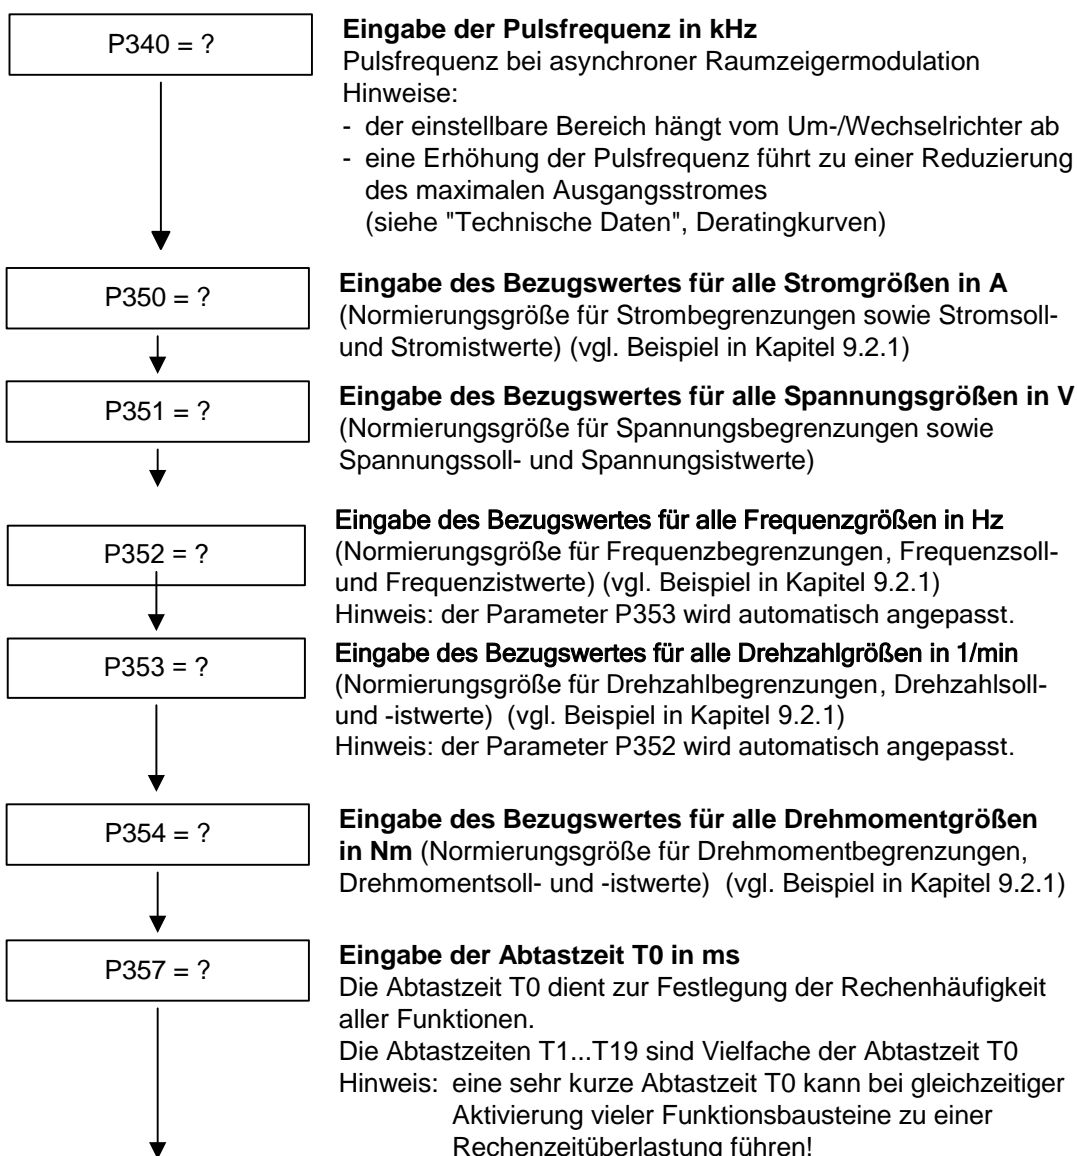 P340 = ?
Eingabe der Pulsfrequenz in kHz
Pulsfrequenz bei asynchroner Raumzeigermodulation
Hinweise:
- der einstellbare Bereich hängt vom Um-/Wechselrichter ab
- eine Erhöhung der Pulsfrequenz führt zu einer Reduzierung
des maximalen Ausgangsstromes
(siehe "Technische Daten", Deratingkurven)
P350 = ?
Eingabe des Bezugswertes für alle Stromgrößen in A
(Normierungsgröße für Strombegrenzungen sowie Stromsoll-
und Stromistwerte) (vgl. Beispiel in Kapitel 9.2.1)
P351 = ?
Eingabe des Bezugswertes für alle Spannungsgrößen in V
(Normierungsgröße für Spannungsbegrenzungen sowie
Spannungssoll- und Spannungsistwerte)
P352 = ?
Eingabe des Bezugswertes für alle Frequenzgrößen in Hz
(Normierungsgröße für Frequenzbegrenzungen, Frequenzsoll-
und Frequenzistwerte) (vgl. Beispiel in Kapitel 9.2.1)
Hinweis: der Parameter P353 wird automatisch angepasst.
P353 = ?
Eingabe des Bezugswertes für alle Drehzahlgrößen in 1/min
(Normierungsgröße für Drehzahlbegrenzungen, Drehzahlsoll-
und -istwerte) (vgl. Beispiel in Kapitel 9.2.1)
Hinweis: der Parameter P352 wird automatisch angepasst.
P354 = ?
Eingabe des Bezugswertes für alle Drehmomentgrößen
in Nm (Normierungsgröße für Drehmomentbegrenzungen,
Drehmomentsoll- und -istwerte) (vgl. Beispiel in Kapitel 9.2.1)
P357 = ?
Eingabe der Abtastzeit T0 in ms
Die Abtastzeit T0 dient zur Festlegung der Rechenhäufigkeit
aller Funktionen.
Die Abtastzeiten T1...T19 sind Vielfache der Abtastzeit T0
Hinweis: eine sehr kurze Abtastzeit T0 kann bei gleichzeitiger
Aktivierung vieler Funktionsbausteine zu einer
Rechenzeitüberlastung führen!